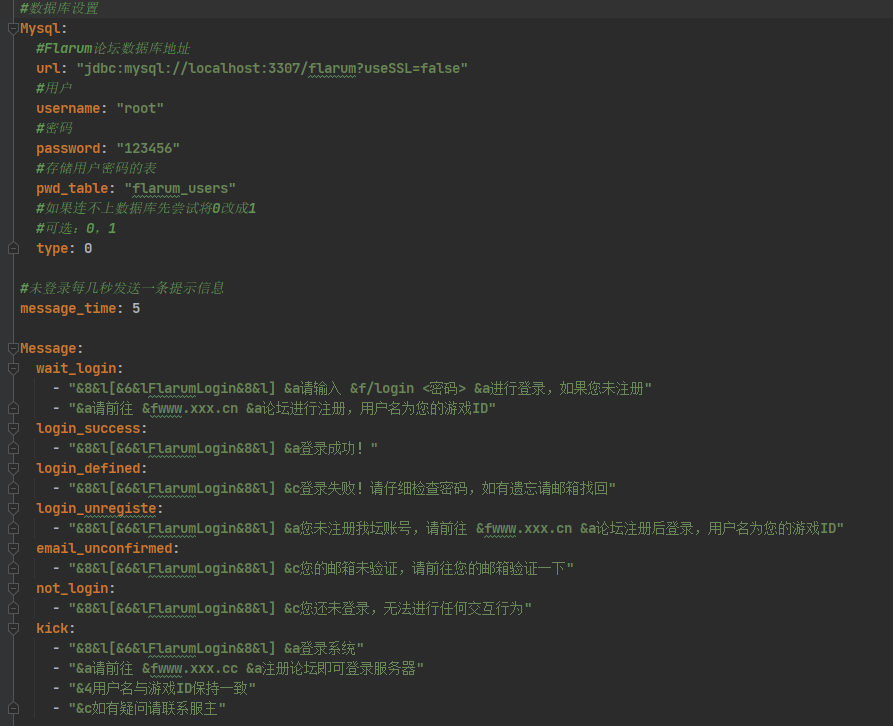 #数据库设置
Mysql:
#Flarum论坛数据库地址
url: "jdbc:mysql://localhost:3307/flarum?useSSL=false"
#用户
username: "root"
#密码
password: "123456"
#存储用户密码的表
pwd_table: "flarum_users"
#如果连不上数据库先尝试将0改成1
#可选：0，1
type: 0
#未登录每几秒发送一条提示信息
message_time: 5
Message:
wait_login:
- "&8&l[&6&lFlarumLogin&8&l] &a请输入 &f/login <密码> &a进行登录，如果您未注册"
- "&a请前往 &fwww.xxx.cn &a论坛进行注册，用户名为您的游戏ID"
login_success:
- "&8&l[&6&lFlarumLogin&8&l] &a登录成功！"
login_defined:
- "&8&l[&6&lFlarumLogin&8&l] &c登录失败！请仔细检查密码，如有遗忘请邮箱找回"
login_unregiste:
- "&8&l[&6&lFlarumLogin&8&l] &a您未注册我坛账号，请前往 &fwww.xxx.cn &a论坛注册后登录，用户名为您的游戏ID"
email_unconfirmed:
- "&8&l[&6&lFlarumLogin&8&l] &c您的邮箱未验证，请前往您的邮箱验证一下"
not_login:
- "&8&l[&6&lFlarumLogin&8&l] &c您还未登录，无法进行任何交互行为"
kick:
- "&8&l[&6&lFlarumLogin&8&l] &a登录系统"
- "&a请前往 &fwww.xxx.cc &a注册论坛即可登录服务器"
- "&4用户名与游戏ID保持一致"
- "&c如有疑问请联系服主"